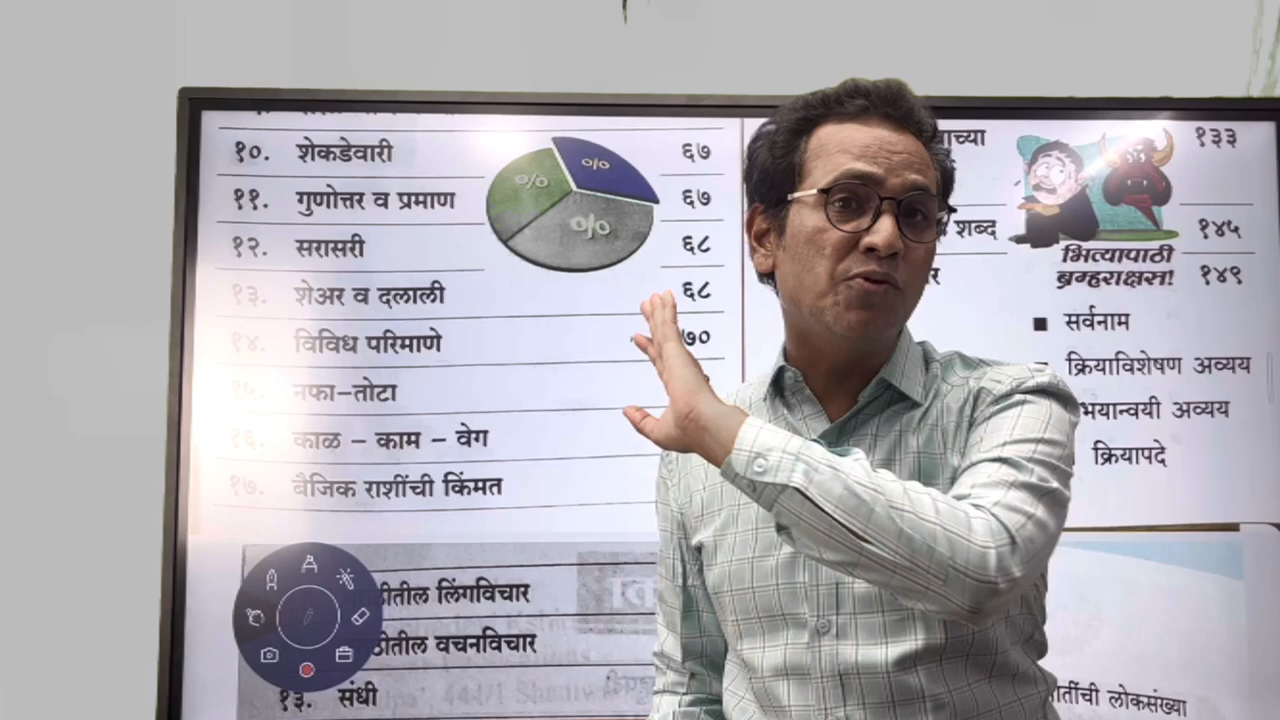 १०. शेकडेवारी ६७
११. गुणोत्तर व प्रमाण ६७
१२. सरासरी ६८
१३. शेअर व दलाली ६८
१४. विविध परिमाणे ७०
१५. नफा-तोटा
१६. काळ - काम - वेग
१७. बैजिक राशींची किंमत
% % %
१३३
शब्द १४५
भित्यापाठी
ब्रम्हराक्षस! १४९
■ सर्वनाम
क्रियाविशेषण अव्यय
भयान्वयी अव्यय
क्रियापदे
लिंगविचार
वचनविचार
१३. संधी
लोकसंख्या